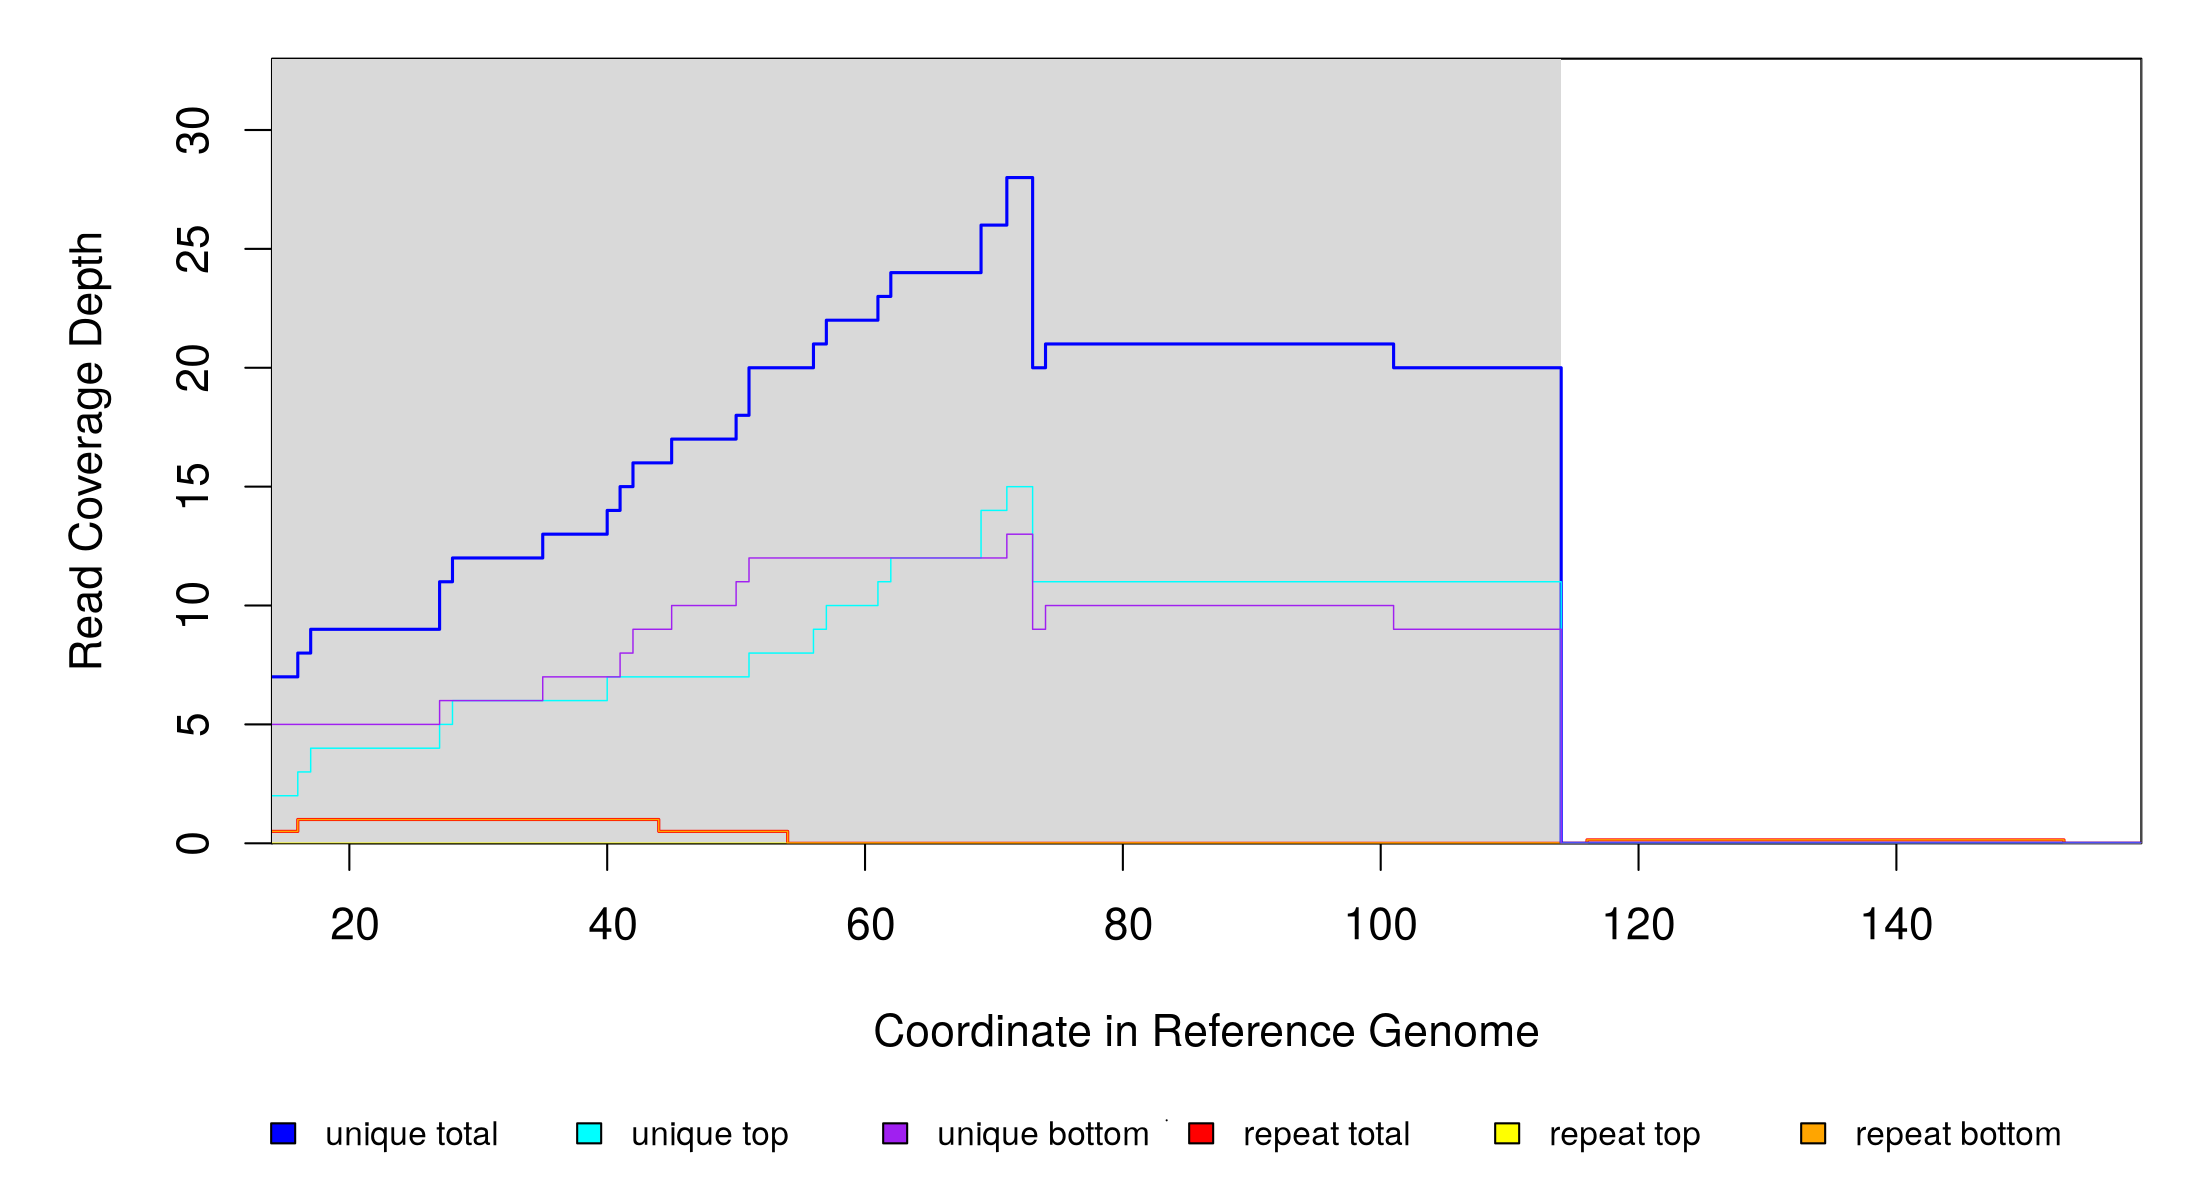 Read Coverage Depth
30
25
20
15
10
5
0
20 40 60 80 100 120 140
Coordinate in Reference Genome
unique total unique top unique bottom repeat total repeat top repeat bottom